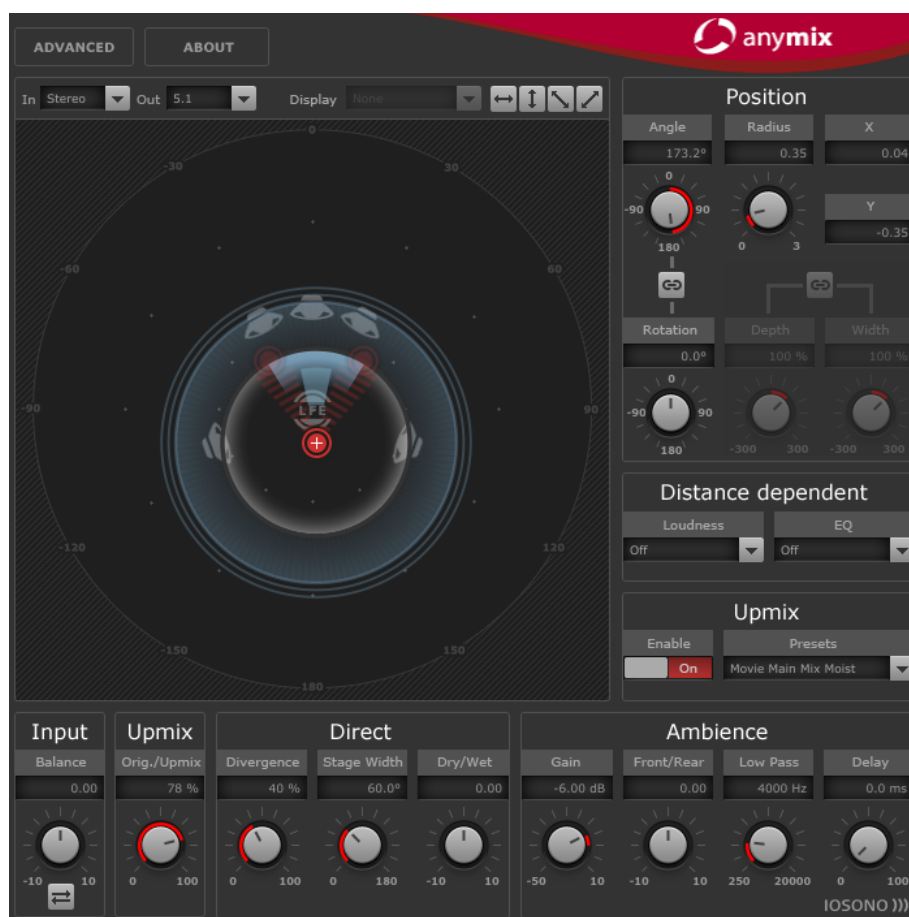 ADVANCED ABOUT anymix
In Stereo Out 5.1 Display None
Position
Angle Radius X
173.2° 0.35 0.04
0
-90 90 Y
180 0 3 -0.35
Rotation Depth Width
0.0° 100 % 100 %
0
-90 90
180 -300 300 -300 300
0
-30 30
-60 60
-90 90
LFE
-120 120
-150 150
180
Distance dependent
Loudness EQ
Off Off
Upmix
Enable Presets
On Movie Main Mix Moist
Input Upmix Direct Ambience
Balance Orig./Upmix Divergence Stage Width Dry/Wet Gain Front/Rear Low Pass Delay
0.00 78 % 40 % 60.0° 0.00 -6.00 dB 0.00 4000 Hz 0.0 ms
-10 10 0 100 0 100 0 180 -10 10 -50 10 -10 10 250 20000 0 100
IOSONO )))